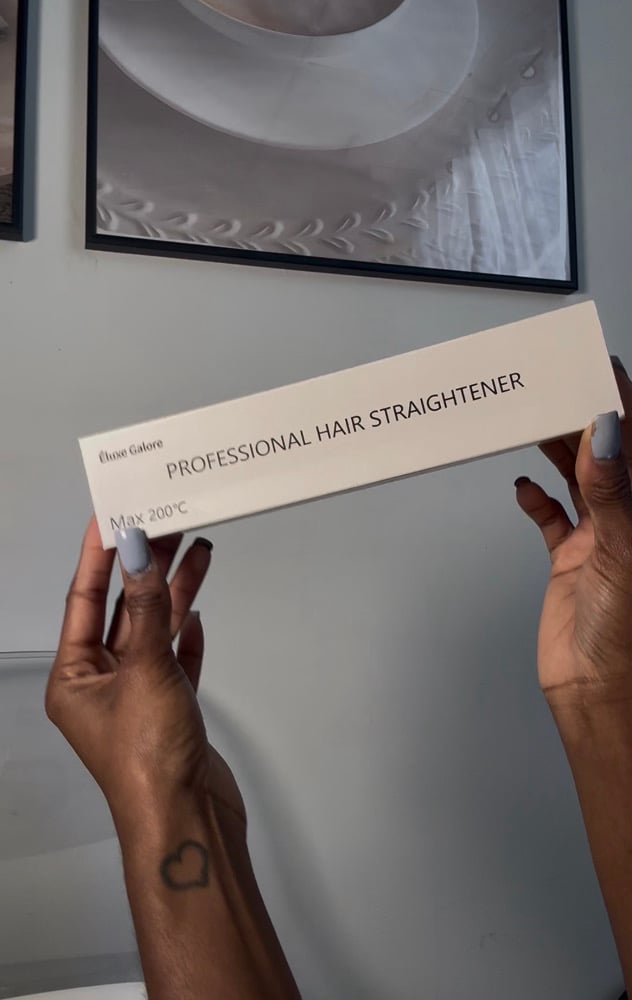 Éluxe Galore
PROFESSIONAL HAIR STRAIGHTENER
Max 200°C